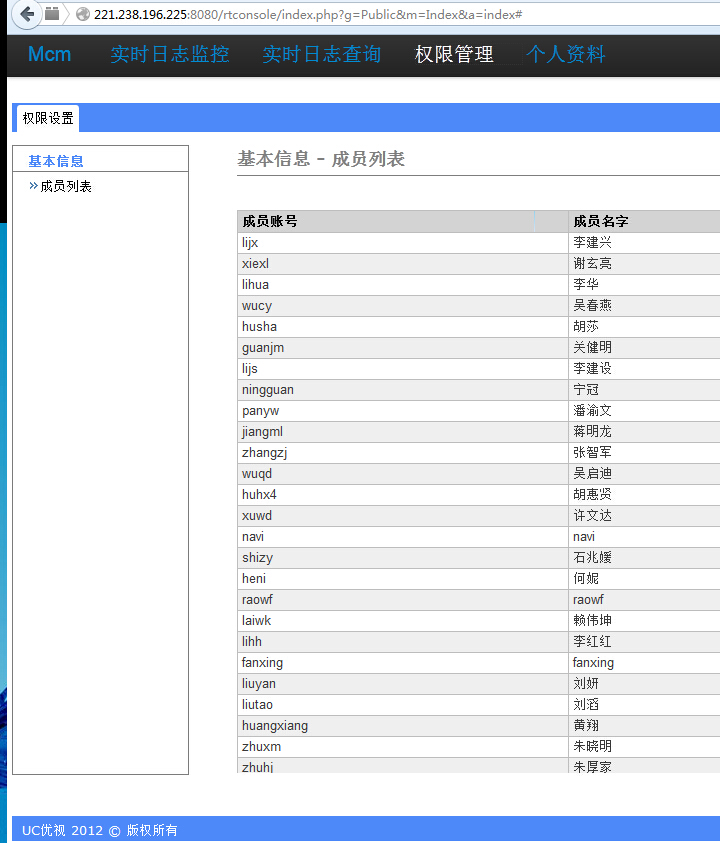 221.238.196.225:8080/rtconsole/index.php?g=Public&m=Index&a=index#
Mcm 实时日志监控 实时日志查询 权限管理 个人资料
权限设置
基本信息
» 成员列表
基本信息 - 成员列表
成员账号 成员名字
lijx 李建兴
xiexl 谢玄亮
lihua 李华
wucy 吴春燕
husha 胡莎
guanjm 关健明
lijs 李建设
ningguan 宁冠
panyw 潘渝文
jiangml 蒋明龙
zhangzj 张智军
wuqd 吴启迪
huhx4 胡惠贤
xuwd 许文达
navi navi
shizy 石兆媛
heni 何妮
raowf raowf
laiwk 赖伟坤
lihh 李红红
fanxing fanxing
liuyan 刘妍
liutao 刘滔
huangxiang 黄翔
zhuxm 朱晓明
zhuhj 朱厚家
UC优视 2012 © 版权所有